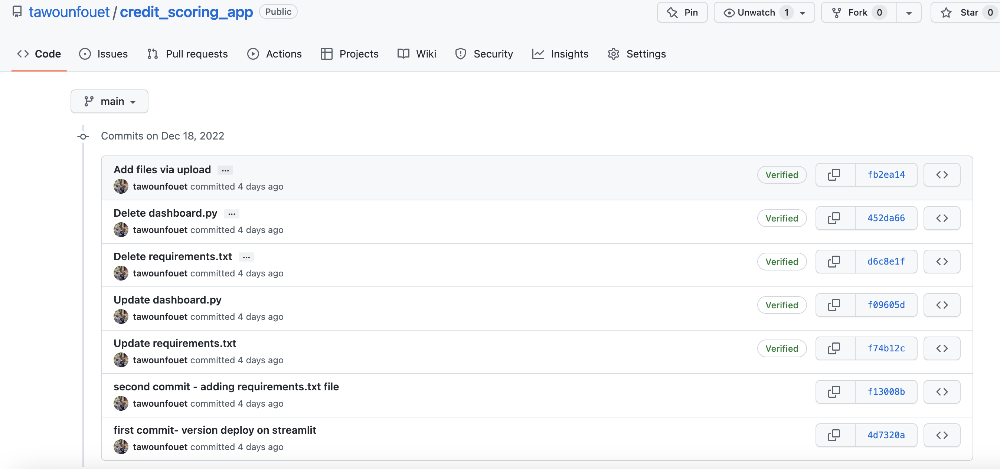 tawounfouet / credit_scoring_app Public Pin Unwatch 1 Fork 0 Star 0
Code Issues Pull requests Actions Projects Wiki Security Insights Settings
main
Commits on Dec 18, 2022
Add files via upload ... Verified fb2ea14
tawounfouet committed 4 days ago
Delete dashboard.py ... Verified 452da66
tawounfouet committed 4 days ago
Delete requirements.txt ... Verified d6c8e1f
tawounfouet committed 4 days ago
Update dashboard.py Verified f09605d
tawounfouet committed 4 days ago
Update requirements.txt Verified f74b12c
tawounfouet committed 4 days ago
second commit - adding requirements.txt file f13008b
tawounfouet committed 4 days ago
first commit- version deploy on streamlit 4d7320a
tawounfouet committed 4 days ago